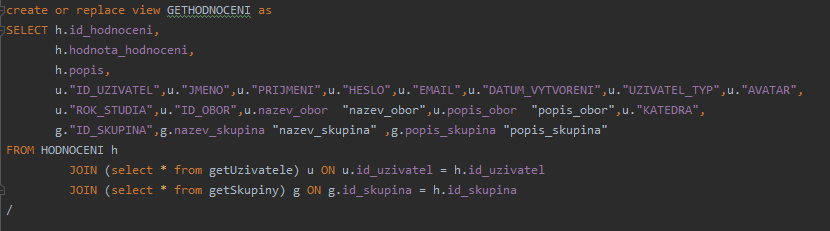 create or replace view GETHODNOCENI as
SELECT h.id_hodnoceni,
h.hodnota_hodnoceni,
h.popis,
u."ID_UZIVATEL",u."JMENO",u."PRIJMENI",u."HESLO",u."EMAIL",u."DATUM_VYTVORENI",u."UZIVATEL_TYP",u."AVATAR",
u."ROK_STUDIA",u."ID_OBOR",u.nazev_obor  "nazev_obor",u.popis_obor  "popis_obor",u."KATEDRA",
g."ID_SKUPINA",g.nazev_skupina "nazev_skupina" ,g.popis_skupina "popis_skupina"
FROM HODNOCENI h
JOIN (select * from getUzivatele) u ON u.id_uzivatel = h.id_uzivatel
JOIN (select * from getSkupiny) g ON g.id_skupina = h.id_skupina
/